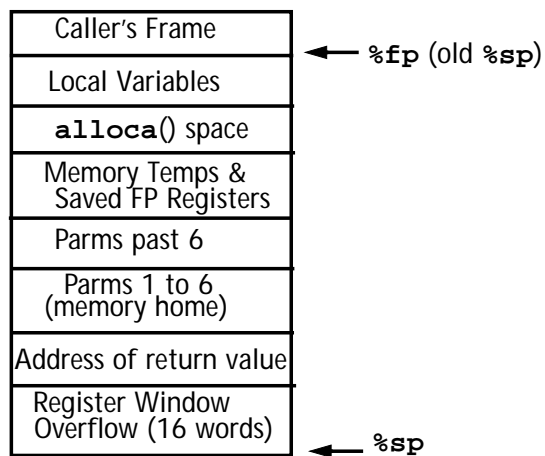 Caller's Frame
%fp (old %sp)
Local Variables
alloca() space
Memory Temps &
Saved FP Registers
Parms past 6
Parms 1 to 6
(memory home)
Address of return value
Register Window
Overflow (16 words)
%sp